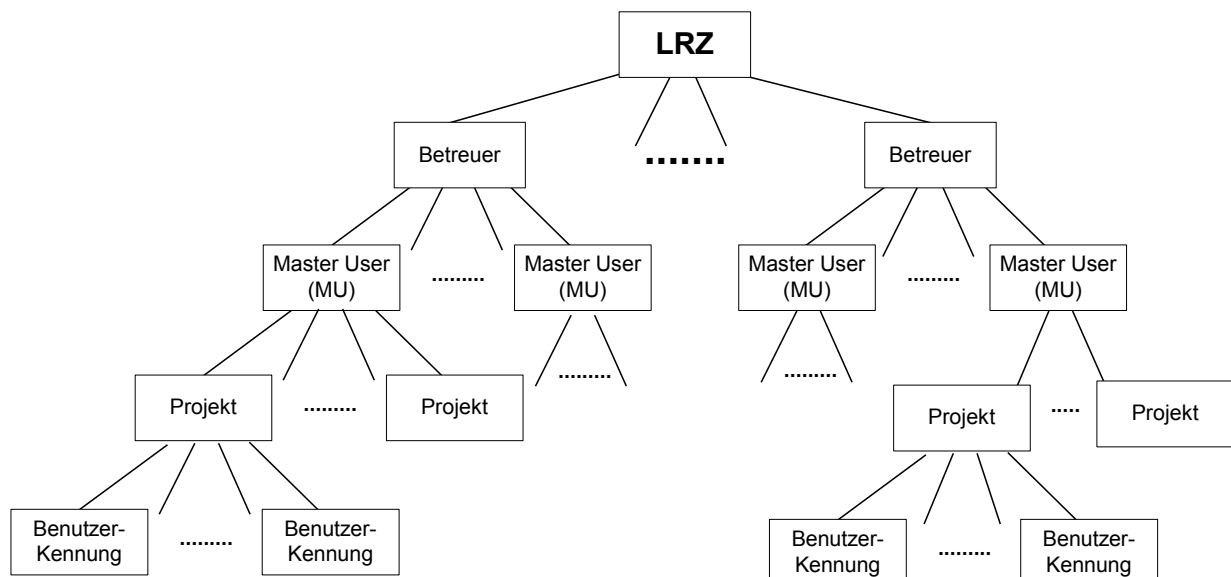 LRZ
Betreuer
.......
Betreuer
Master User
(MU)
.........
Master User
(MU)
Master User
(MU)
.........
Master User
(MU)
Projekt
.........
Projekt
.........
.........
Projekt
.....
Projekt
Benutzer-
Kennung
.........
Benutzer-
Kennung
Benutzer-
Kennung
.........
Benutzer-
Kennung